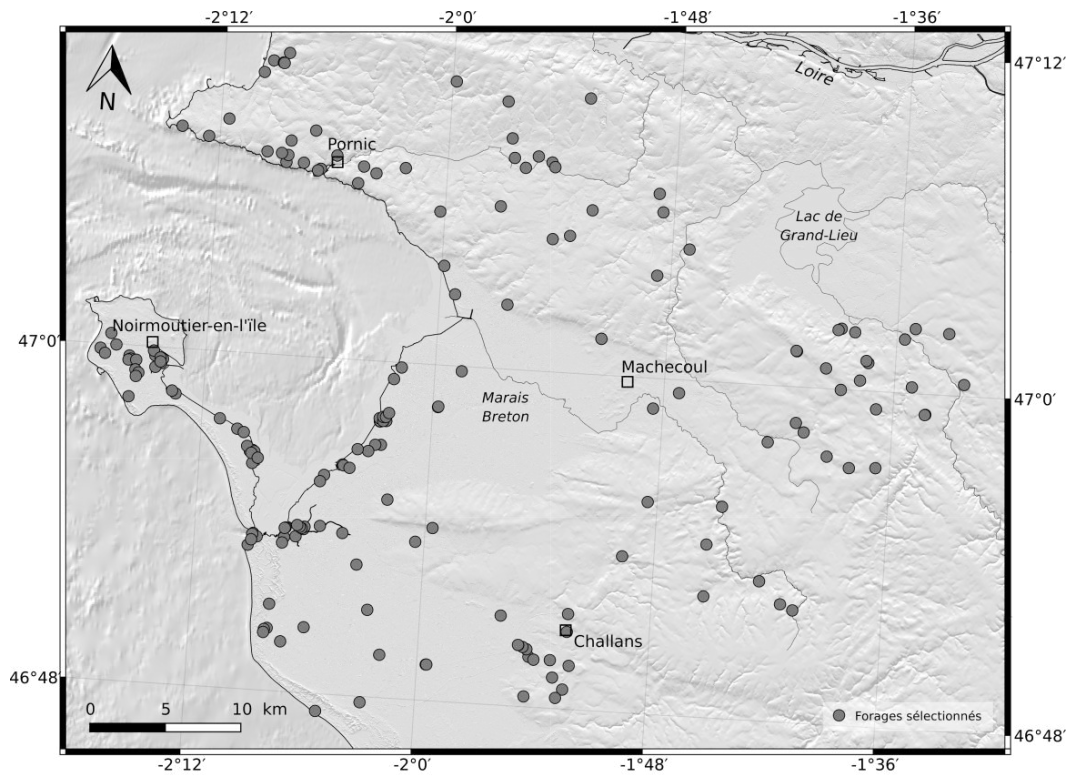 -2°12′
-2°0′
-1°48′
-1°36′
47°12′
47°12′
N
Loire
Pornic
Lac de
Grand-Lieu
Noirmoutier-en-l'île
47°0′
Machecoul
Marais
Breton
47°0′
Challans
46°48′
0 5 10 km
Forages sélectionnés
46°48′
-2°12′
-2°0′
-1°48′
-1°36′